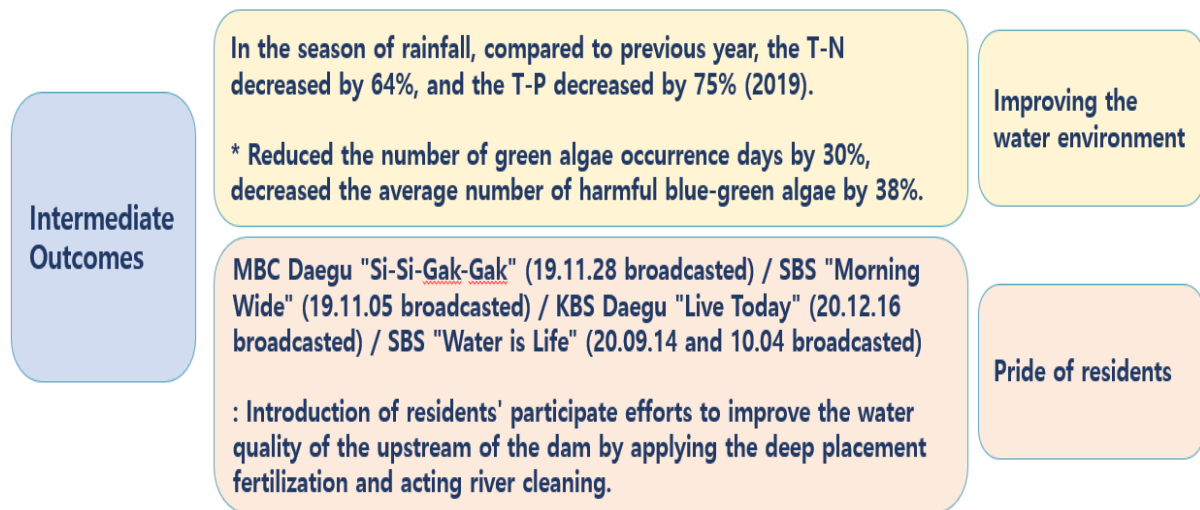 Intermediate
Outcomes
In the season of rainfall, compared to previous year, the T-N
decreased by 64%, and the T-P decreased by 75% (2019).
* Reduced the number of green algae occurrence days by 30%,
decreased the average number of harmful blue-green algae by 38%.
Improving the
water environment
MBC Daegu "Si-Si-Gak-Gak" (19.11.28 broadcasted) / SBS "Morning
Wide" (19.11.05 broadcasted) / KBS Daegu "Live Today" (20.12.16
broadcasted) / SBS "Water is Life" (20.09.14 and 10.04 broadcasted)
: Introduction of residents' participate efforts to improve the water
quality of the upstream of the dam by applying the deep placement
fertilization and acting river cleaning.
Pride of residents